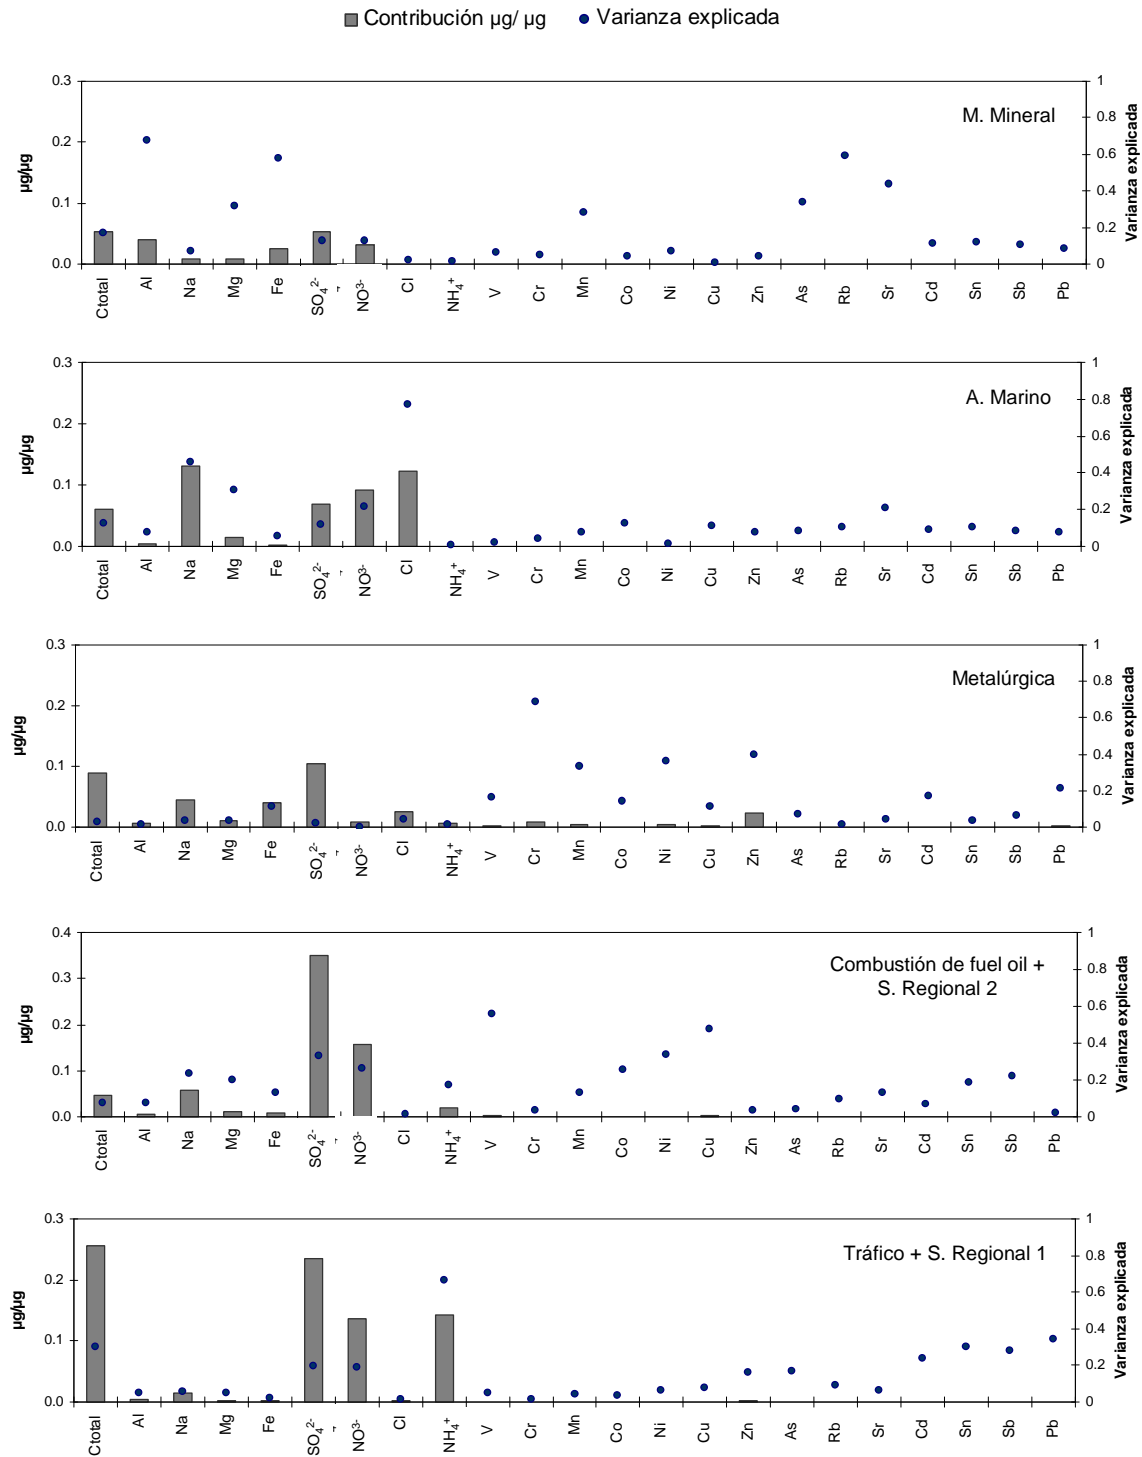 Contribución µg/ µg
Varianza explicada
0.3
0.2
0.1
0.0
µg/µg
M. Mineral
1
0.8
0.6
0.4
0.2
0
Varianza explicada
Ctotal
Al
Na
Mg
Fe
SO₄²⁻
NO³⁻
Cl
NH₄⁺
V
Cr
Mn
Co
Ni
Cu
Zn
As
Rb
Sr
Cd
Sn
Sb
Pb
0.3
0.2
0.1
0.0
µg/µg
A. Marino
1
0.8
0.6
0.4
0.2
0
Varianza explicada
Ctotal
Al
Na
Mg
Fe
SO₄²⁻
NO³⁻
Cl
NH₄⁺
V
Cr
Mn
Co
Ni
Cu
Zn
As
Rb
Sr
Cd
Sn
Sb
Pb
0.3
0.2
0.1
0.0
µg/µg
Metalúrgica
1
0.8
0.6
0.4
0.2
0
Varianza explicada
Ctotal
Al
Na
Mg
Fe
SO₄²⁻
NO³⁻
Cl
NH₄⁺
V
Cr
Mn
Co
Ni
Cu
Zn
As
Rb
Sr
Cd
Sn
Sb
Pb
0.4
0.3
0.2
0.1
0.0
µg/µg
Combustión de fuel oil +
S. Regional 2
1
0.8
0.6
0.4
0.2
0
Varianza explicada
Ctotal
Al
Na
Mg
Fe
SO₄²⁻
NO³⁻
Cl
NH₄⁺
V
Cr
Mn
Co
Ni
Cu
Zn
As
Rb
Sr
Cd
Sn
Sb
Pb
0.3
0.2
0.1
0.0
µg/µg
Tráfico + S. Regional 1
1
0.8
0.6
0.4
0.2
0
Varianza explicada
Ctotal
Al
Na
Mg
Fe
SO₄²⁻
NO³⁻
Cl
NH₄⁺
V
Cr
Mn
Co
Ni
Cu
Zn
As
Rb
Sr
Cd
Sn
Sb
Pb